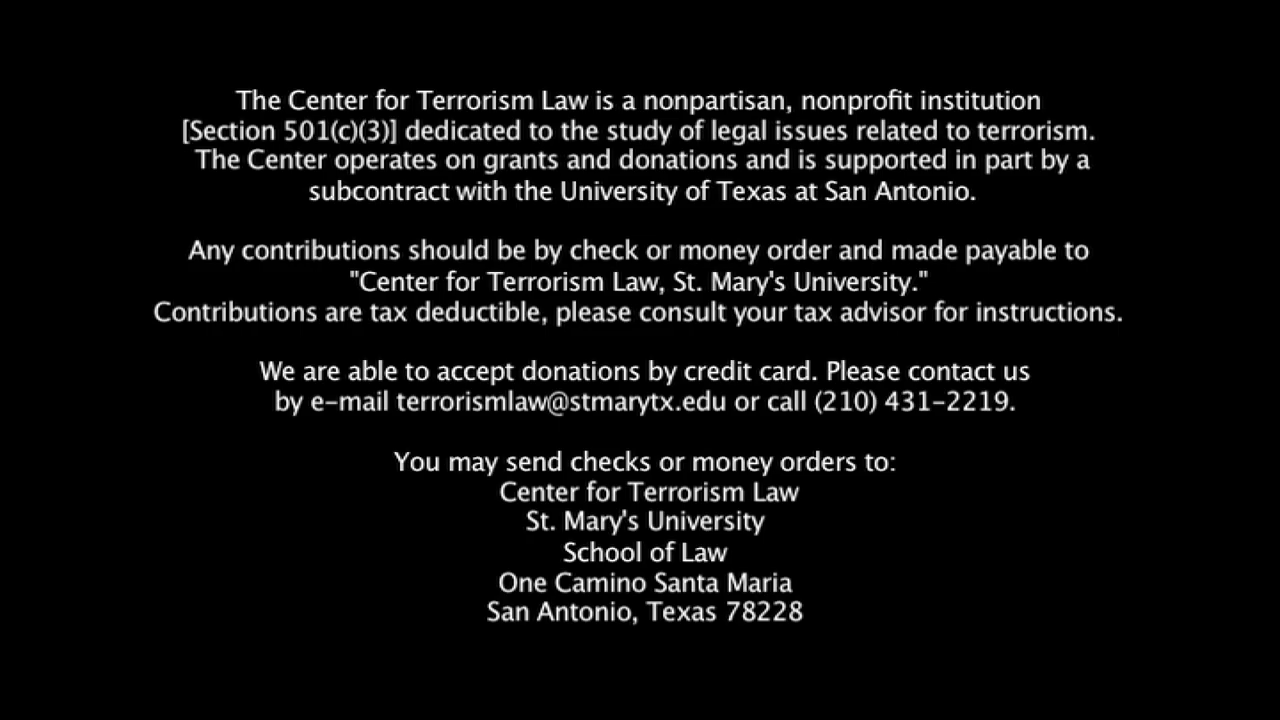 The Center for Terrorism Law is a nonpartisan, nonprofit institution
[Section 501(c)(3)] dedicated to the study of legal issues related to terrorism.
The Center operates on grants and donations and is supported in part by a
subcontract with the University of Texas at San Antonio.
Any contributions should be by check or money order and made payable to
"Center for Terrorism Law, St. Mary's University."
Contributions are tax deductible, please consult your tax advisor for instructions.
We are able to accept donations by credit card. Please contact us
by e-mail terrorismlaw@stmarytx.edu or call (210) 431-2219.
You may send checks or money orders to:
Center for Terrorism Law
St. Mary's University
School of Law
One Camino Santa Maria
San Antonio, Texas 78228